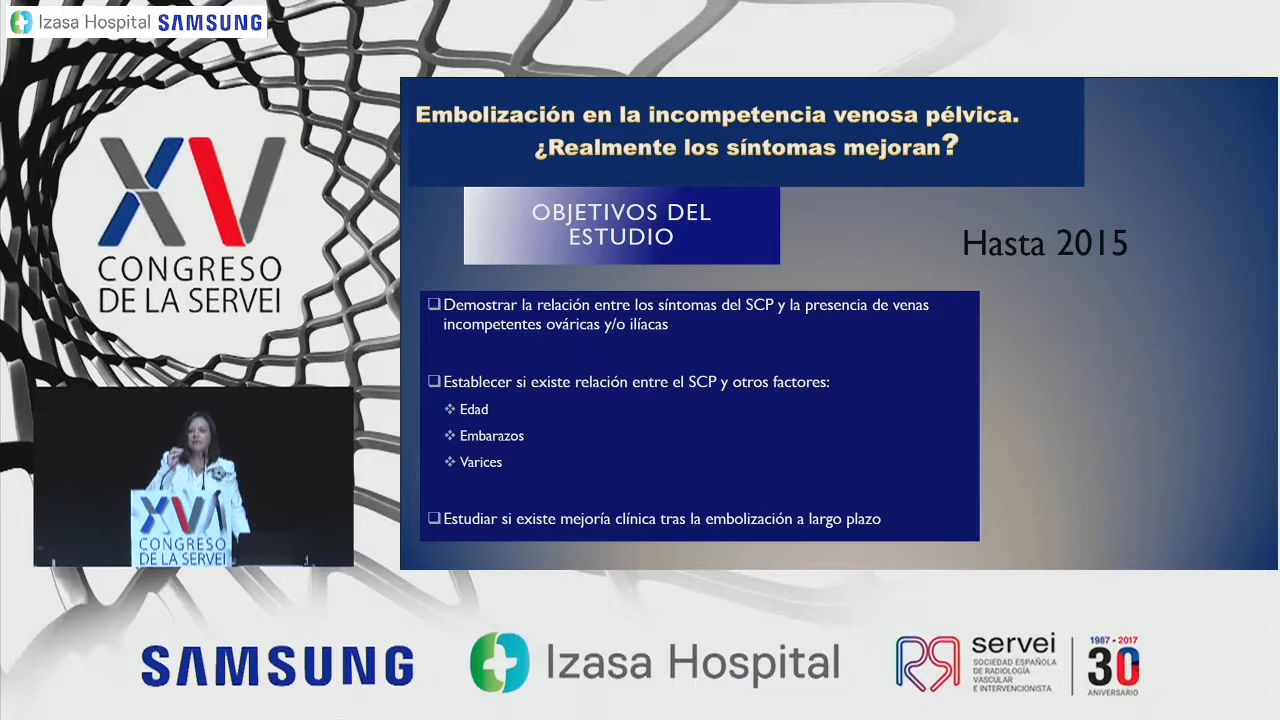 Izasa Hospital SAMSUNG
XV
CONGRESO
DE LA SERVEI
Embolización en la incompetencia venosa pélvica.
¿Realmente los síntomas mejoran?
OBJETIVOS DEL
ESTUDIO
Hasta 2015
Demostrar la relación entre los síntomas del SCP y la presencia de venas
incompetentes ováricas y/o ilíacas
Establecer si existe relación entre el SCP y otros factores:
Edad
Embarazos
Varices
Estudiar si existe mejoría clínica tras la embolización a largo plazo
XV
CONGRESO
DE LA SERVEI
SAMSUNG
Izasa Hospital
servei
SOCIEDAD ESPAÑOLA
DE RADIOLOGÍA
VASCULAR
E INTERVENCIONISTA
1987 - 2017
30
ANIVERSARIO